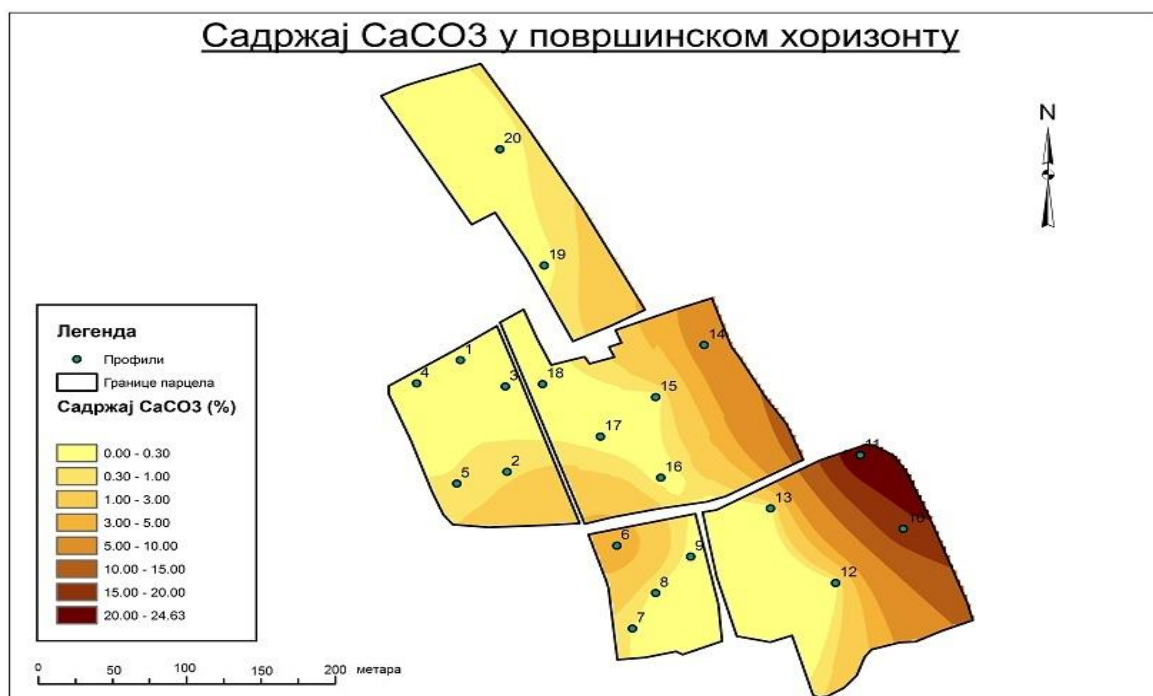 Садржај CaCO3 у површинском хоризонту
N
20
19
14
1
4
3
18
15
17
11
16
2
5
13
10
6
9
12
8
7
Легенда
Профили
Границе парцела
Садржај CaCO3 (%)
0.00 - 0.30
0.30 - 1.00
1.00 - 3.00
3.00 - 5.00
5.00 - 10.00
10.00 - 15.00
15.00 - 20.00
20.00 - 24.63
0 50 100 150 200 метара